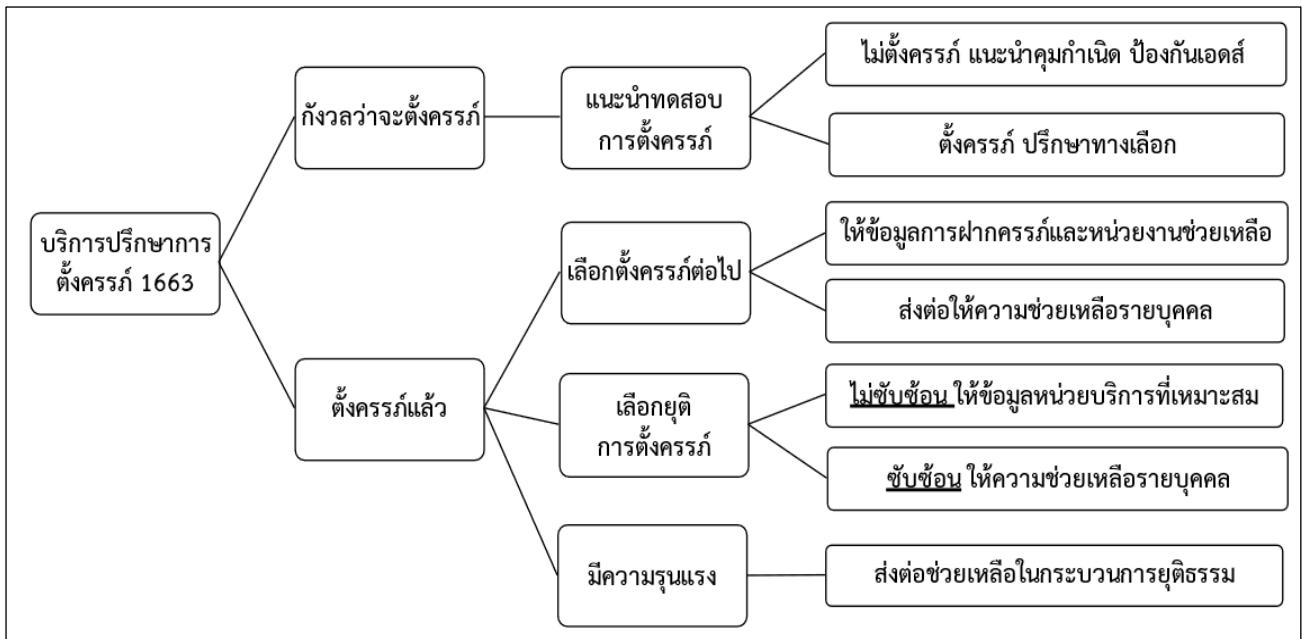 ไม่ตั้งครรภ์ แนะนำคุมกำเนิด ป้องกันเอดส์
กังวลว่าจะตั้งครรภ์
แนะนำทดสอบ
การตั้งครรภ์
ตั้งครรภ์ ปรึกษาทางเลือก
บริการปรึกษาการ
ตั้งครรภ์ 1663
เลือกตั้งครรภ์ต่อไป
ให้ข้อมูลการฝากครรภ์และหน่วยงานช่วยเหลือ
ส่งต่อให้ความช่วยเหลือรายบุคคล
ตั้งครรภ์แล้ว
เลือกยุติ
การตั้งครรภ์
ไม่ซับซ้อน ให้ข้อมูลหน่วยบริการที่เหมาะสม
ซับซ้อน ให้ความช่วยเหลือรายบุคคล
มีความรุนแรง
ส่งต่อช่วยเหลือในกระบวนการยุติธรรม